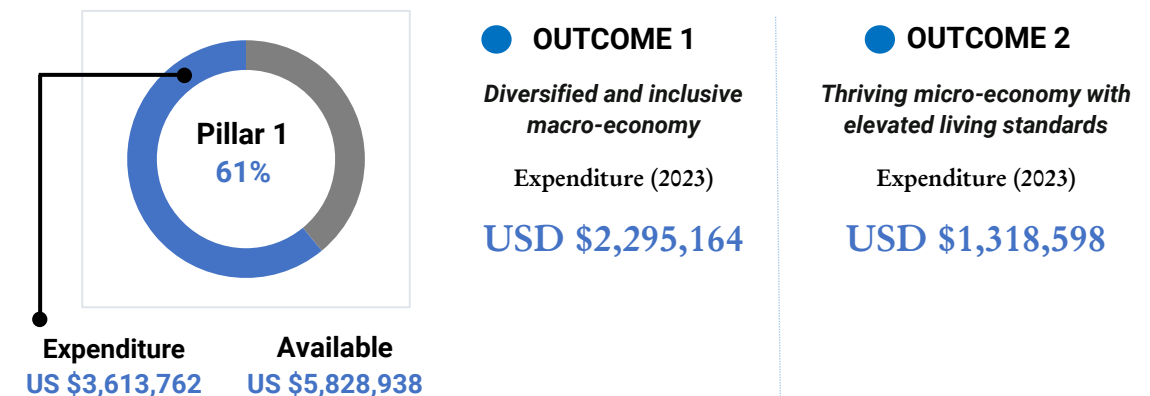 Pillar 1
61%
Expenditure
US $3,613,762
Available
US $5,828,938
OUTCOME 1
Diversified and inclusive
macro-economy
Expenditure (2023)
USD $2,295,164
OUTCOME 2
Thriving micro-economy with
elevated living standards
Expenditure (2023)
USD $1,318,598